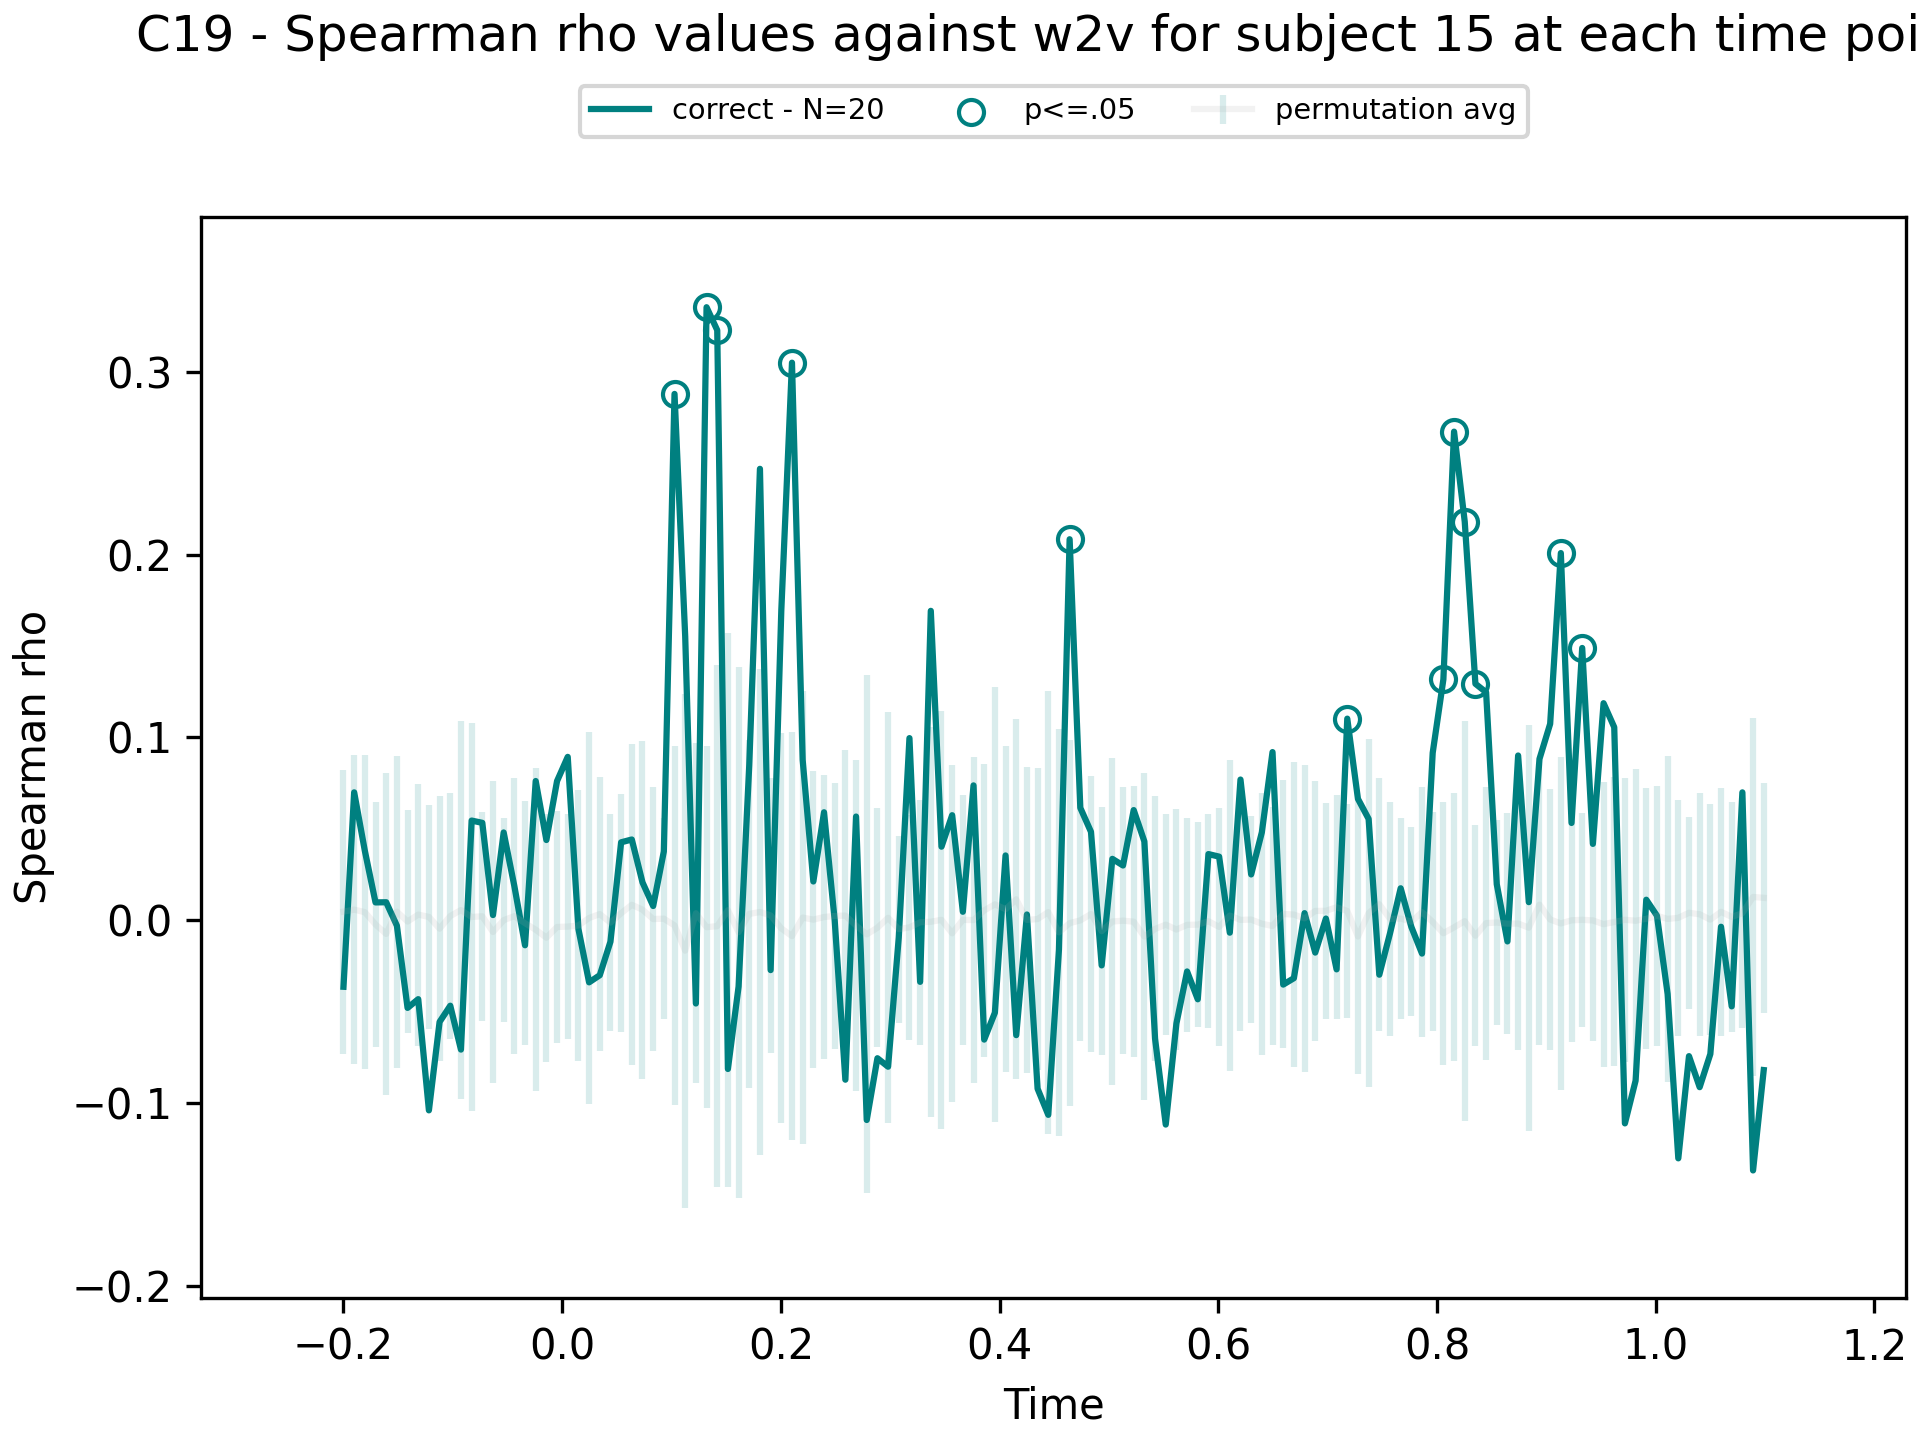 C19 - Spearman rho values against w2v for subject 15 at each time poi
correct - N=20 p<=.05 permutation avg
Spearman rho
0.3
0.2
0.1
0.0
−0.1
−0.2
−0.2 0.0 0.2 0.4 0.6 0.8 1.0 1.2
Time